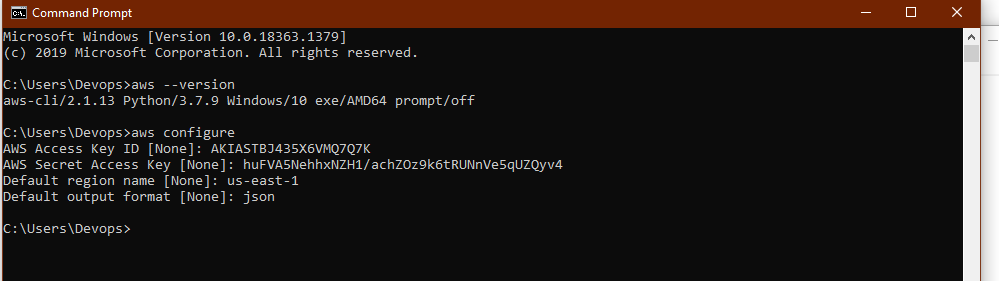 Command Prompt
Microsoft Windows [Version 10.0.18363.1379]
(c) 2019 Microsoft Corporation. All rights reserved.
C:\Users\Devops>aws --version
aws-cli/2.1.13 Python/3.7.9 Windows/10 exe/AMD64 prompt/off
C:\Users\Devops>aws configure
AWS Access Key ID [None]: AKIASTBJ435X6VMQ7Q7K
AWS Secret Access Key [None]: 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
Default region name [None]: us-east-1
Default output format [None]: json
C:\Users\Devops>